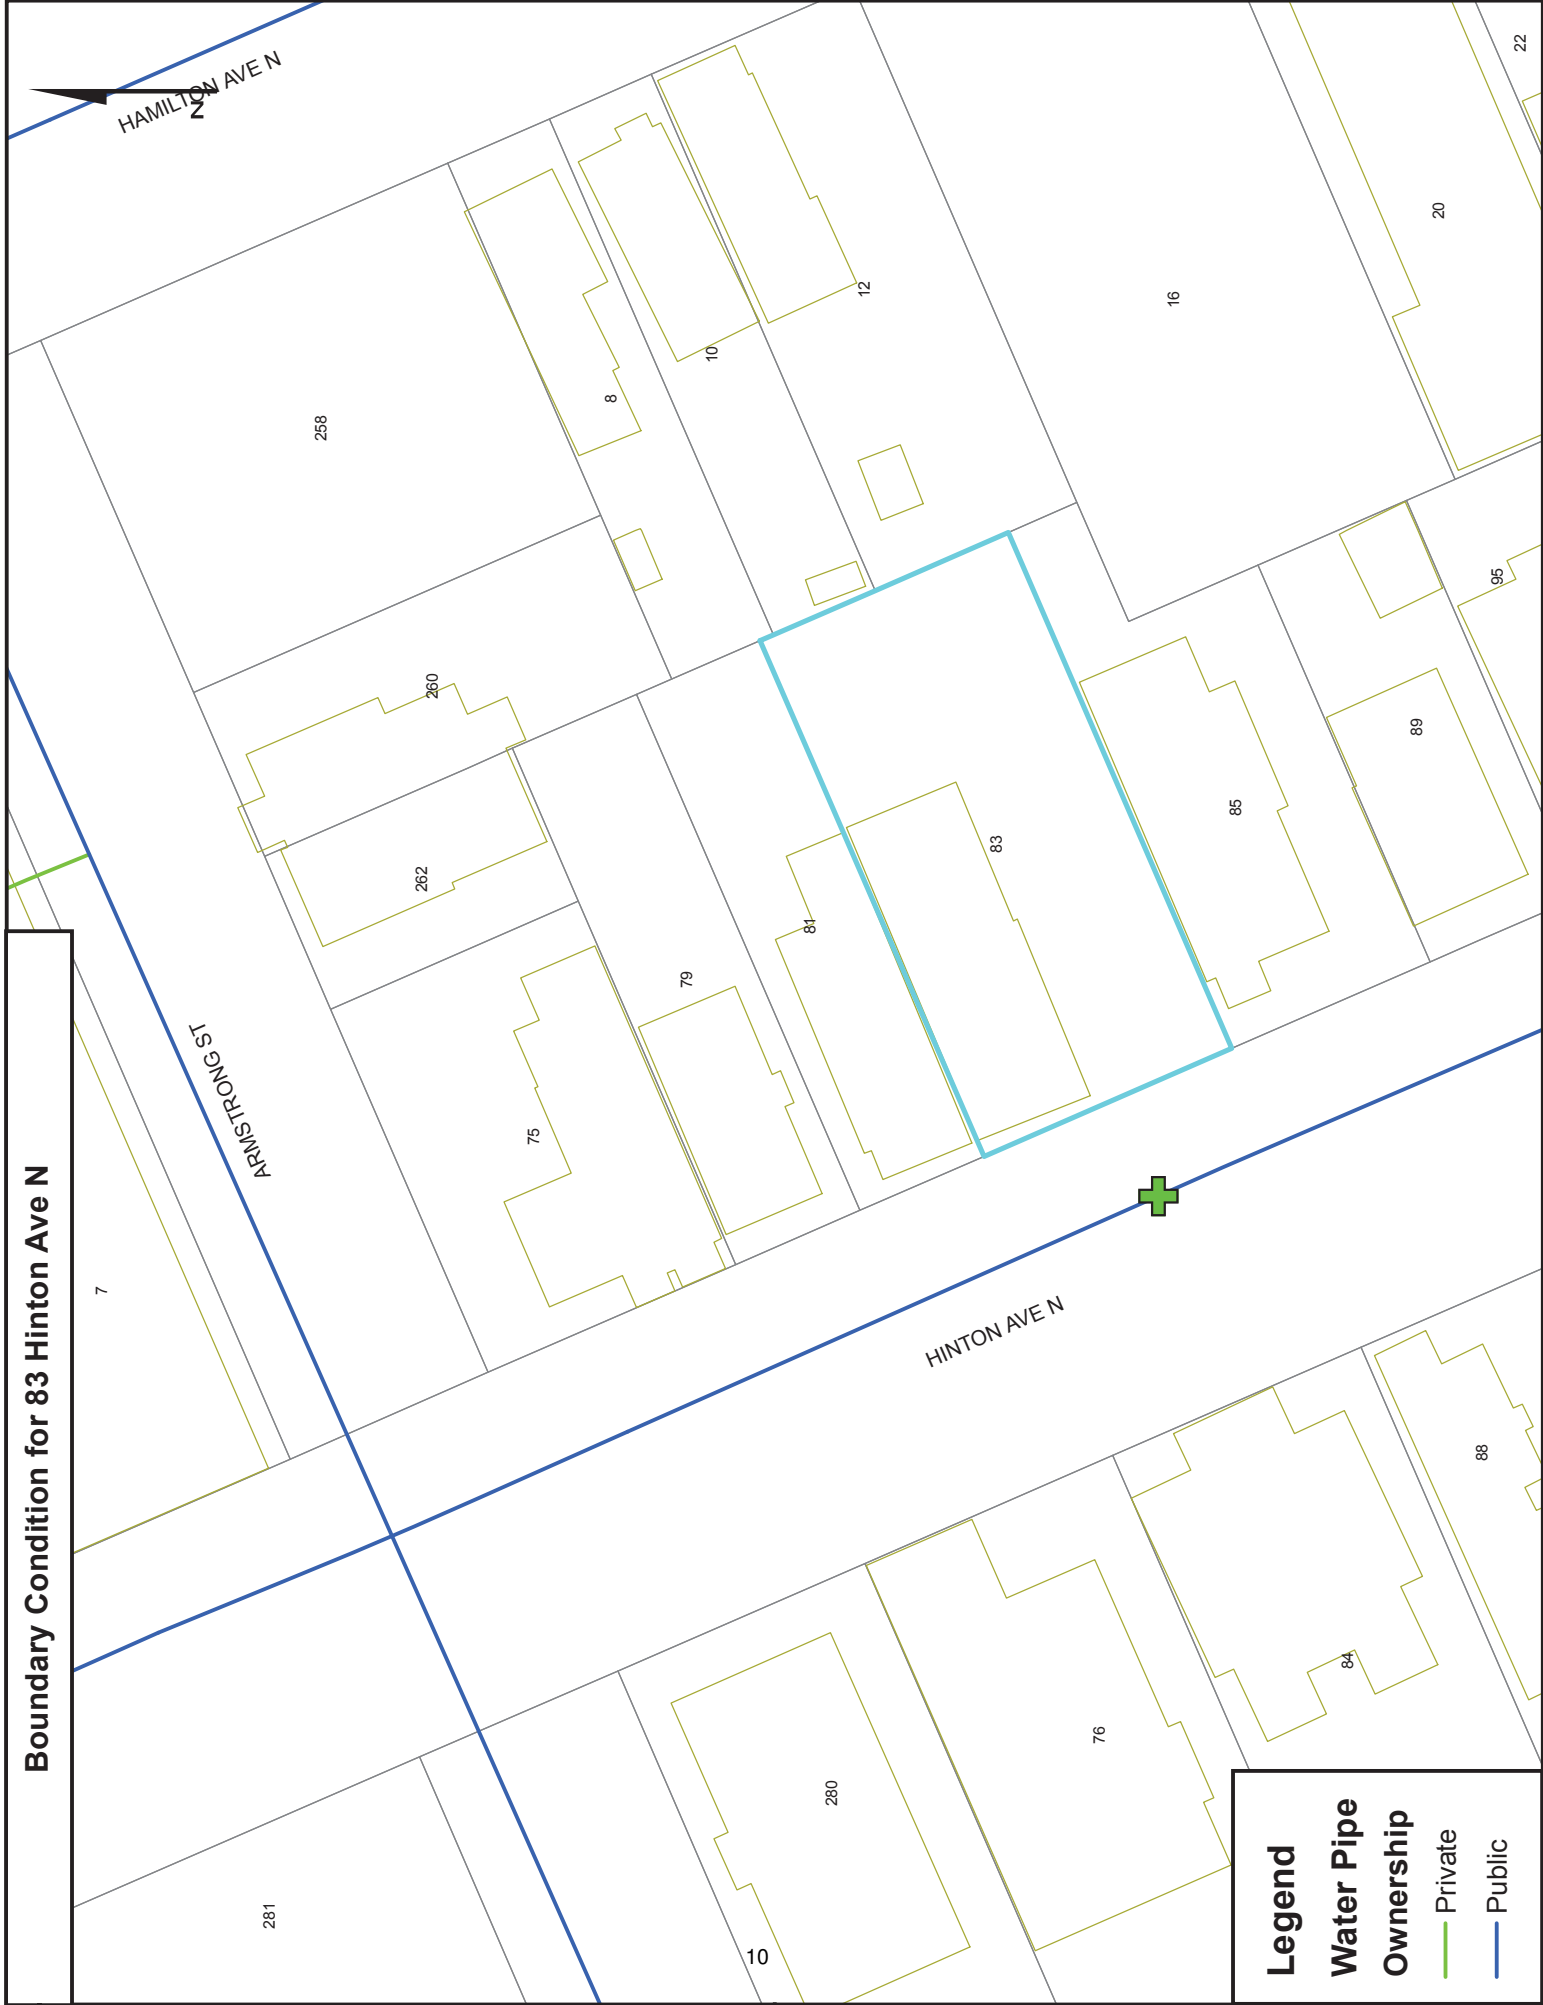 Boundary Condition for 83 Hinton Ave N
HAMILTON AVE N
N
ARMSTRONG ST
HINTON AVE N
7
258
260
262
8
10
12
16
20
22
75
79
81
83
85
89
95
281
280
76
84
88
10
Legend
Water Pipe
Ownership
Private
Public